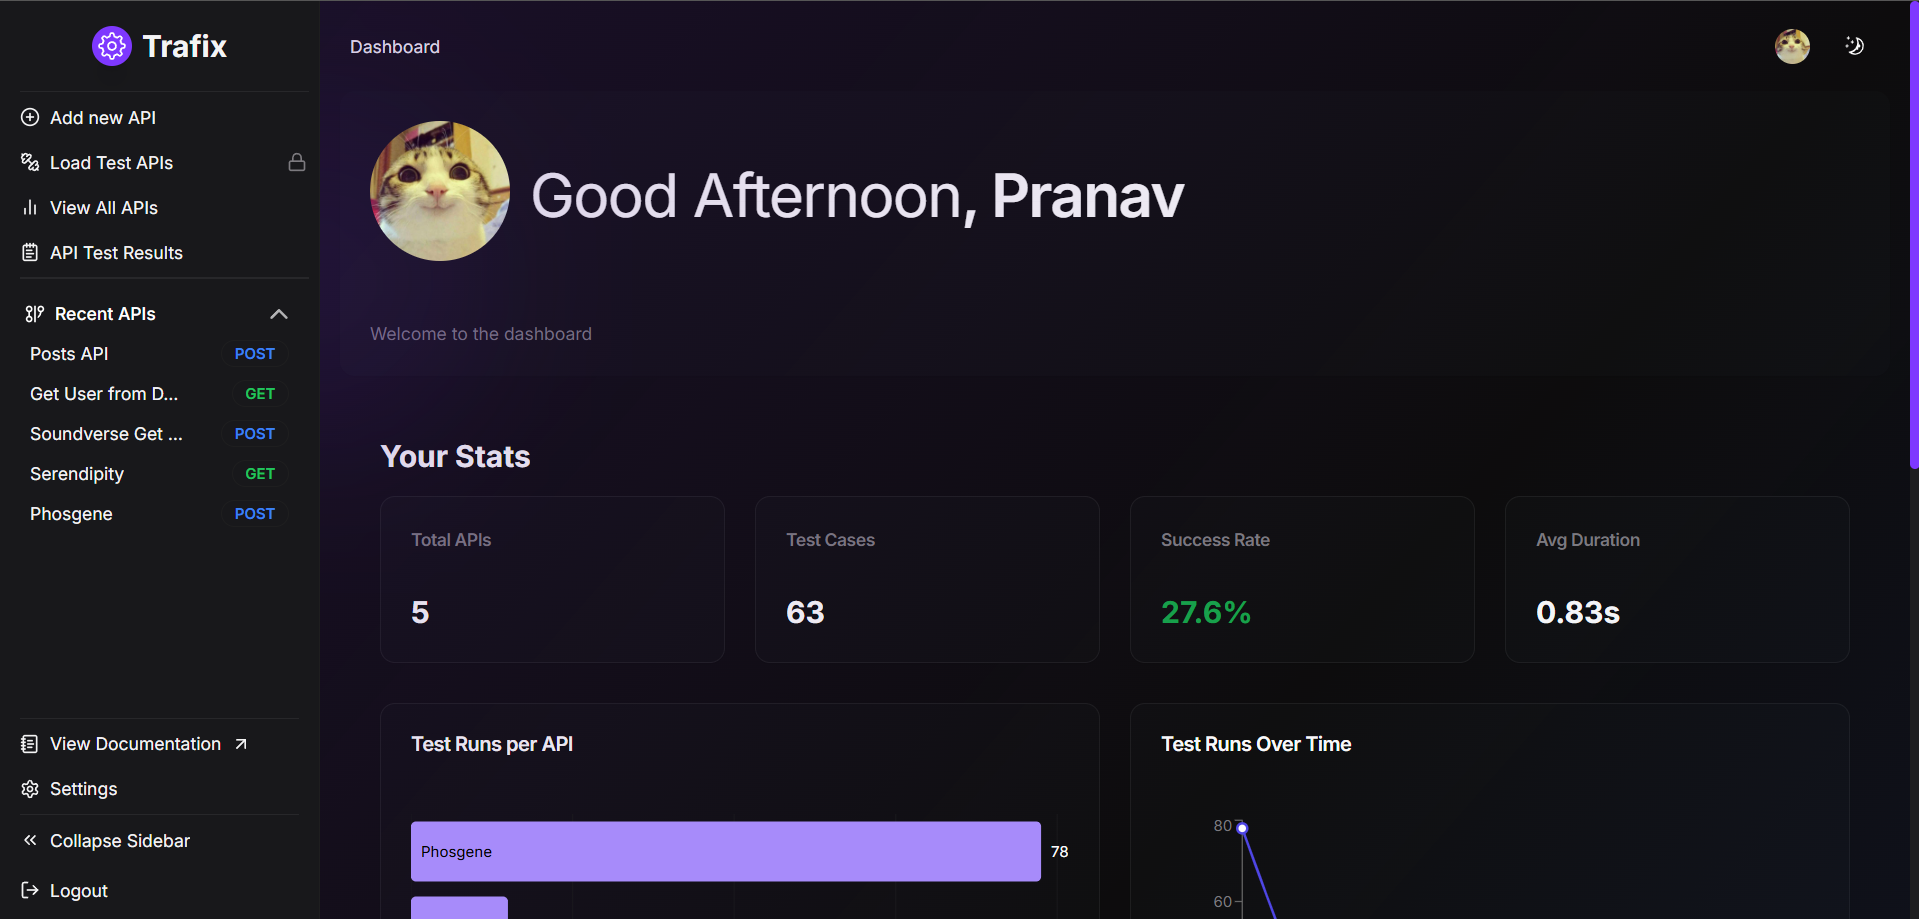 Trafix
Add new API
Load Test APIs
View All APIs
API Test Results
Recent APIs
Posts API POST
Get User from D... GET
Soundverse Get ... POST
Serendipity GET
Phosgene POST
View Documentation
Settings
Collapse Sidebar
Logout
Dashboard
Good Afternoon, Pranav
Welcome to the dashboard
Your Stats
Total APIs
5
Test Cases
63
Success Rate
27.6%
Avg Duration
0.83s
Test Runs per API
Phosgene 78
Test Runs Over Time
80
60